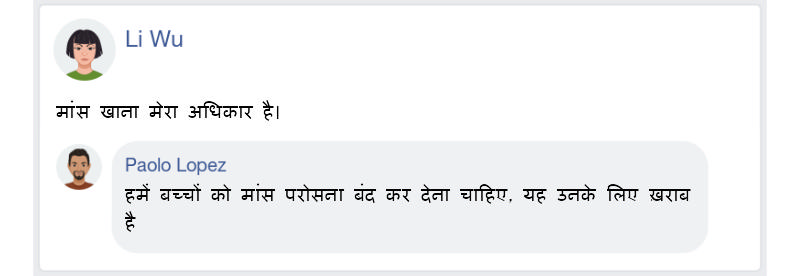 Li Wu
मांस खाना मेरा अधिकार है।
Paolo Lopez
हमें बच्चों को मांस परोसना बंद कर देना चाहिए, यह उनके लिए ख़राब
है